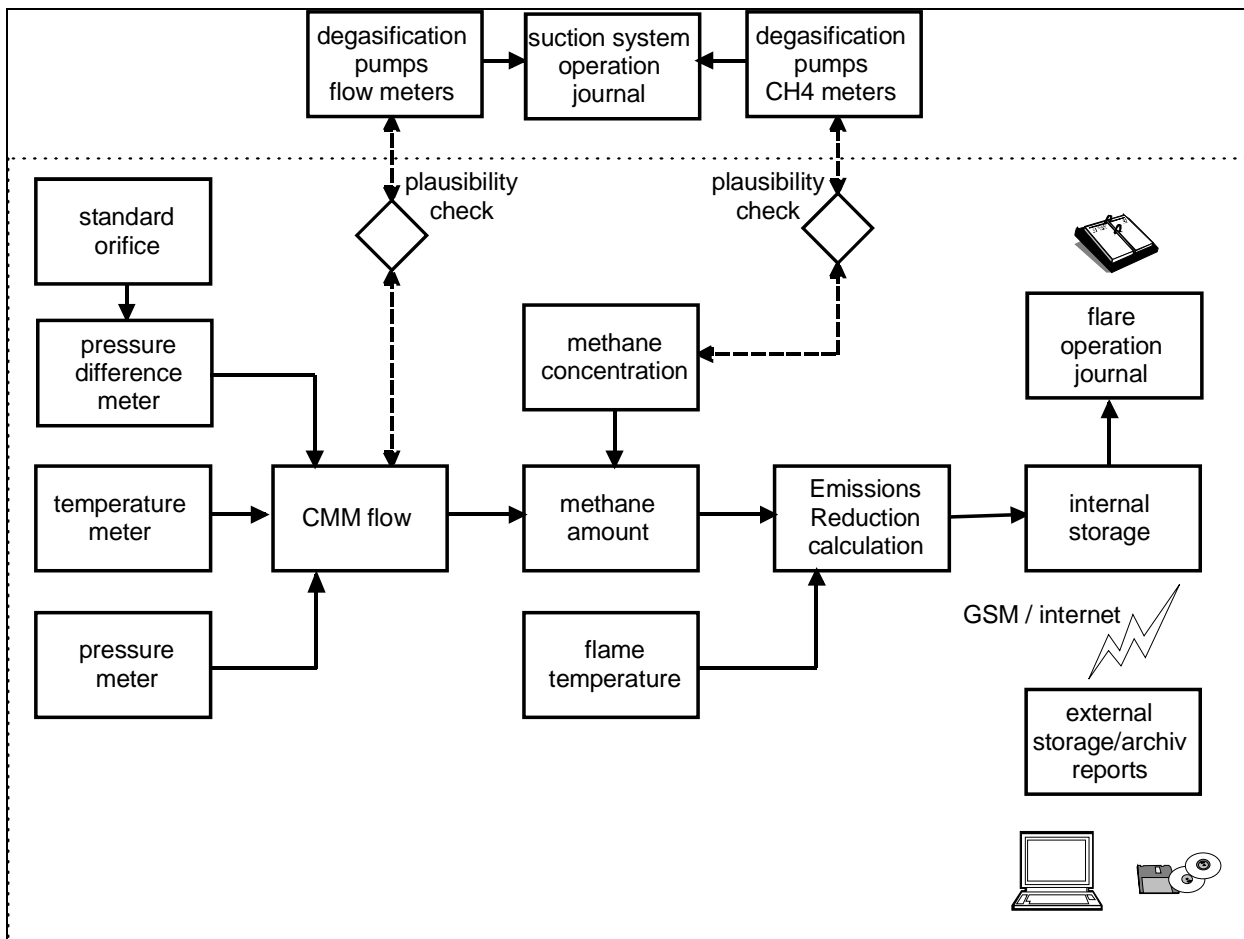 degasification
pumps
flow meters
suction system
operation
journal
degasification
pumps
CH4 meters
plausibility
check
plausibility
check
standard
orifice
pressure
difference
meter
methane
concentration
flare
operation
journal
temperature
meter
CMM flow
methane
amount
Emissions
Reduction
calculation
internal
storage
GSM / internet
pressure
meter
flame
temperature
external
storage/archiv
reports